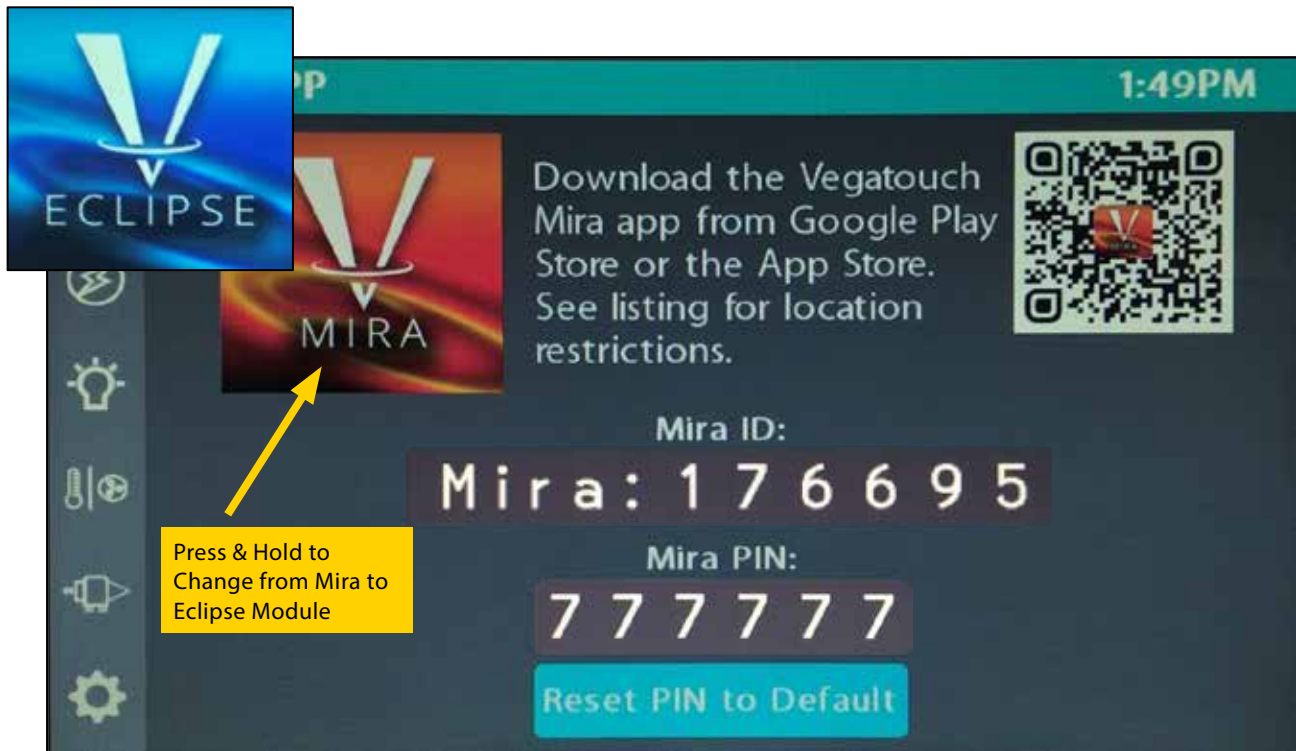 ECLIPSE
PP
1:49PM
MIRA
Download the Vegatouch
Mira app from Google Play
Store or the App Store.
See listing for location
restrictions.
MIRA
Mira ID:
Mira: 1 7 6 6 9 5
Mira PIN:
7 7 7 7 7 7
Reset PIN to Default
Press & Hold to
Change from Mira to
Eclipse Module